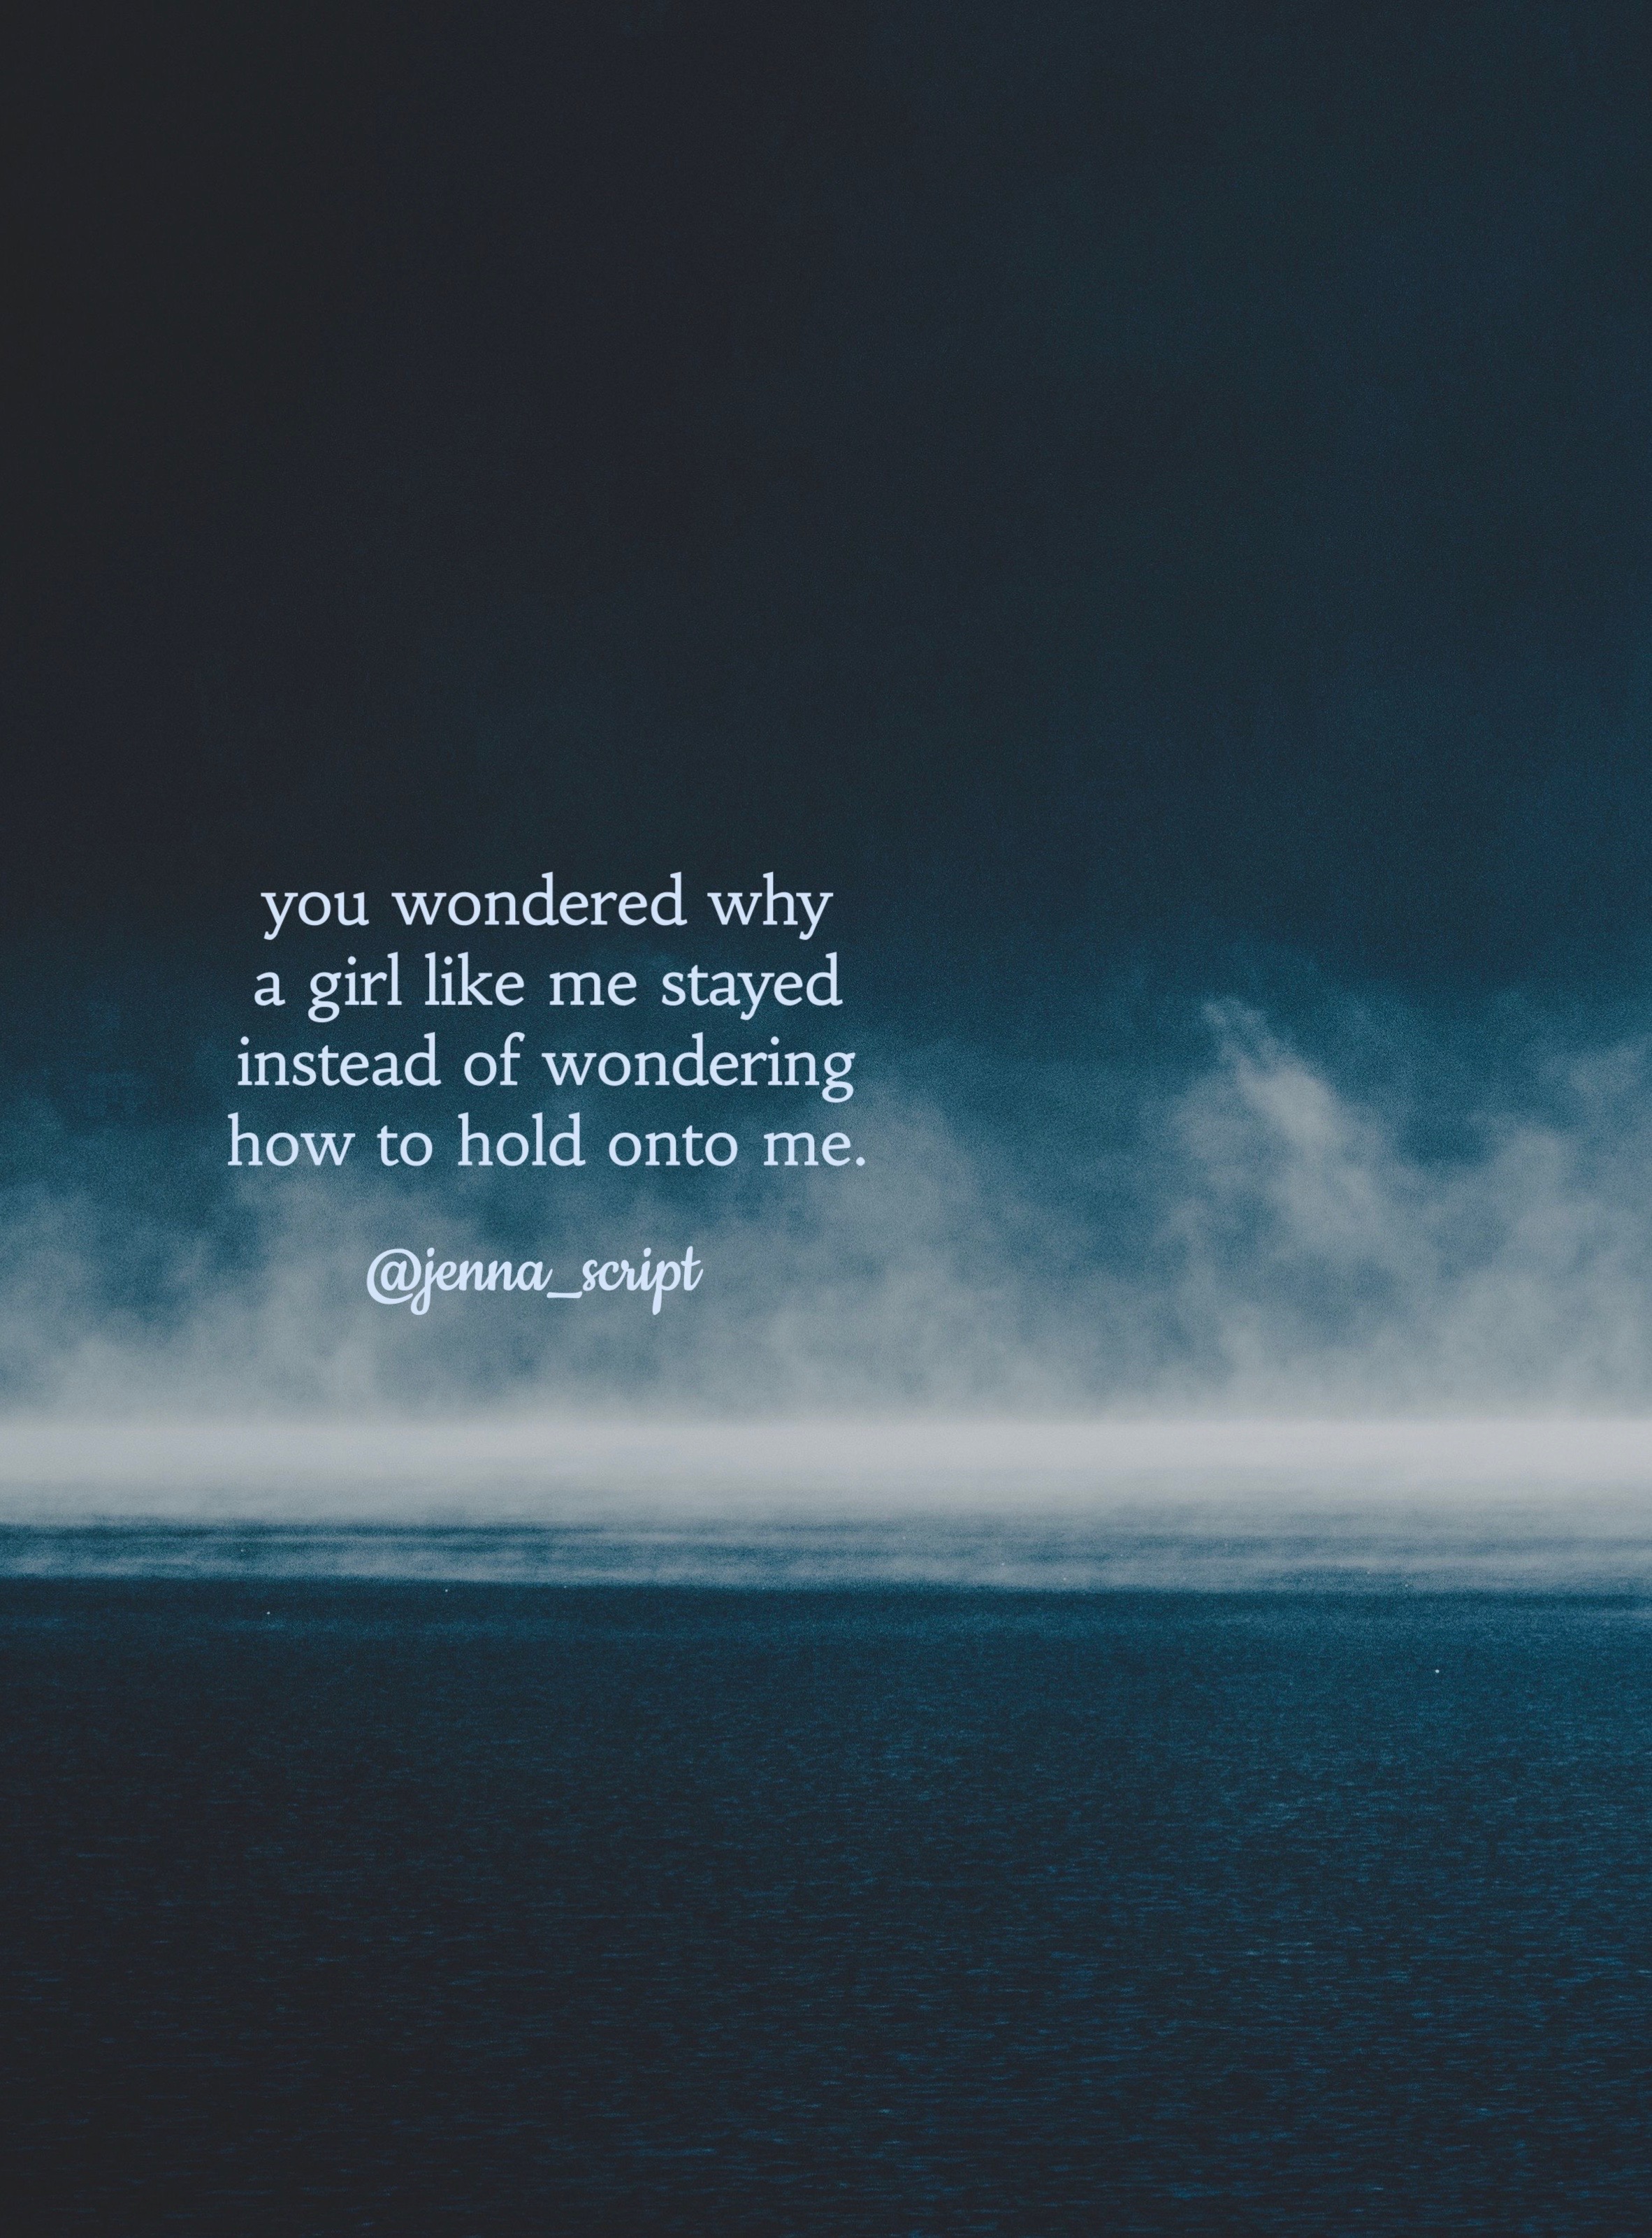 you wondered why
a girl like me stayed
instead of wondering
how to hold onto me.
@jenna_script